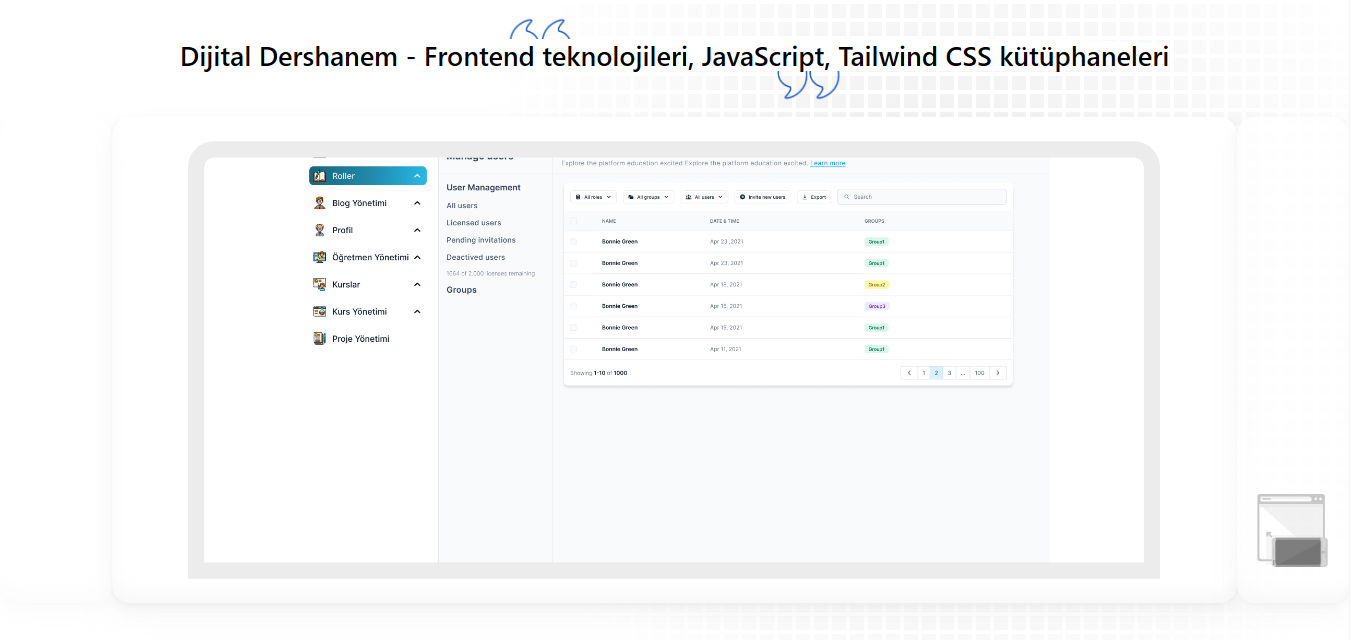 Dijital Dershanem - Frontend teknolojileri, JavaScript, Tailwind CSS kütüphaneleri
Roller
Blog Yönetimi
Profil
Öğretmen Yönetimi
Kurslar
Kurs Yönetimi
Proje Yönetimi
Manage users
User Management
All users
Licensed users
Pending invitations
Deactived users
1664 of 2.000 licenses remaining
Groups
Explore the platform education excited Explore the platform education excited. Learn more
All roles All groups All users Invite new users Export Search
NAME DATE & TIME GROUPS
Bonnie Green Apr 23 ,2021 Group1
Bonnie Green Apr 23, 2021 Group1
Bonnie Green Apr 18, 2021 Group2
Bonnie Green Apr 15, 2021 Group3
Bonnie Green Apr 15, 2021 Group1
Bonnie Green Apr 11, 2021 Group1
Showing 1-10 of 1000 < 1 2 3 ... 100 >